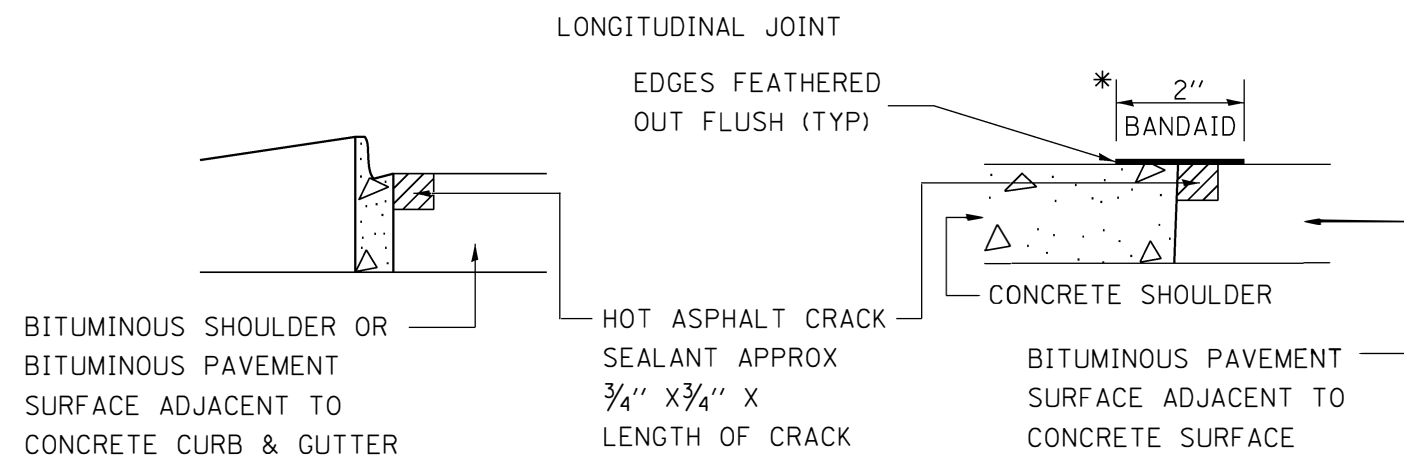 LONGITUDINAL JOINT
EDGES FEATHERED
OUT FLUSH (TYP)
* 2"
BANDAID
BITUMINOUS SHOULDER OR
BITUMINOUS PAVEMENT
SURFACE ADJACENT TO
CONCRETE CURB & GUTTER
HOT ASPHALT CRACK
SEALANT APPROX
3/4" X 3/4" X
LENGTH OF CRACK
CONCRETE SHOULDER
BITUMINOUS PAVEMENT
SURFACE ADJACENT TO
CONCRETE SURFACE